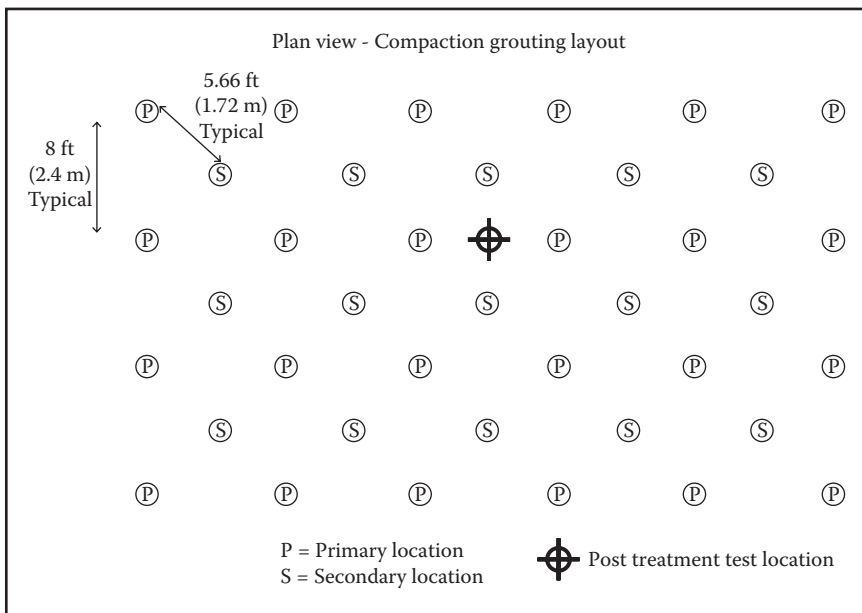 Plan view - Compaction grouting layout
5.66 ft
(1.72 m)
Typical
P P P P P P
8 ft
(2.4 m)
Typical
S S S S S
P P P P P P
S S S S S
P P P P P P
S S S S S
P P P P P P
P = Primary location
S = Secondary location
Post treatment test location